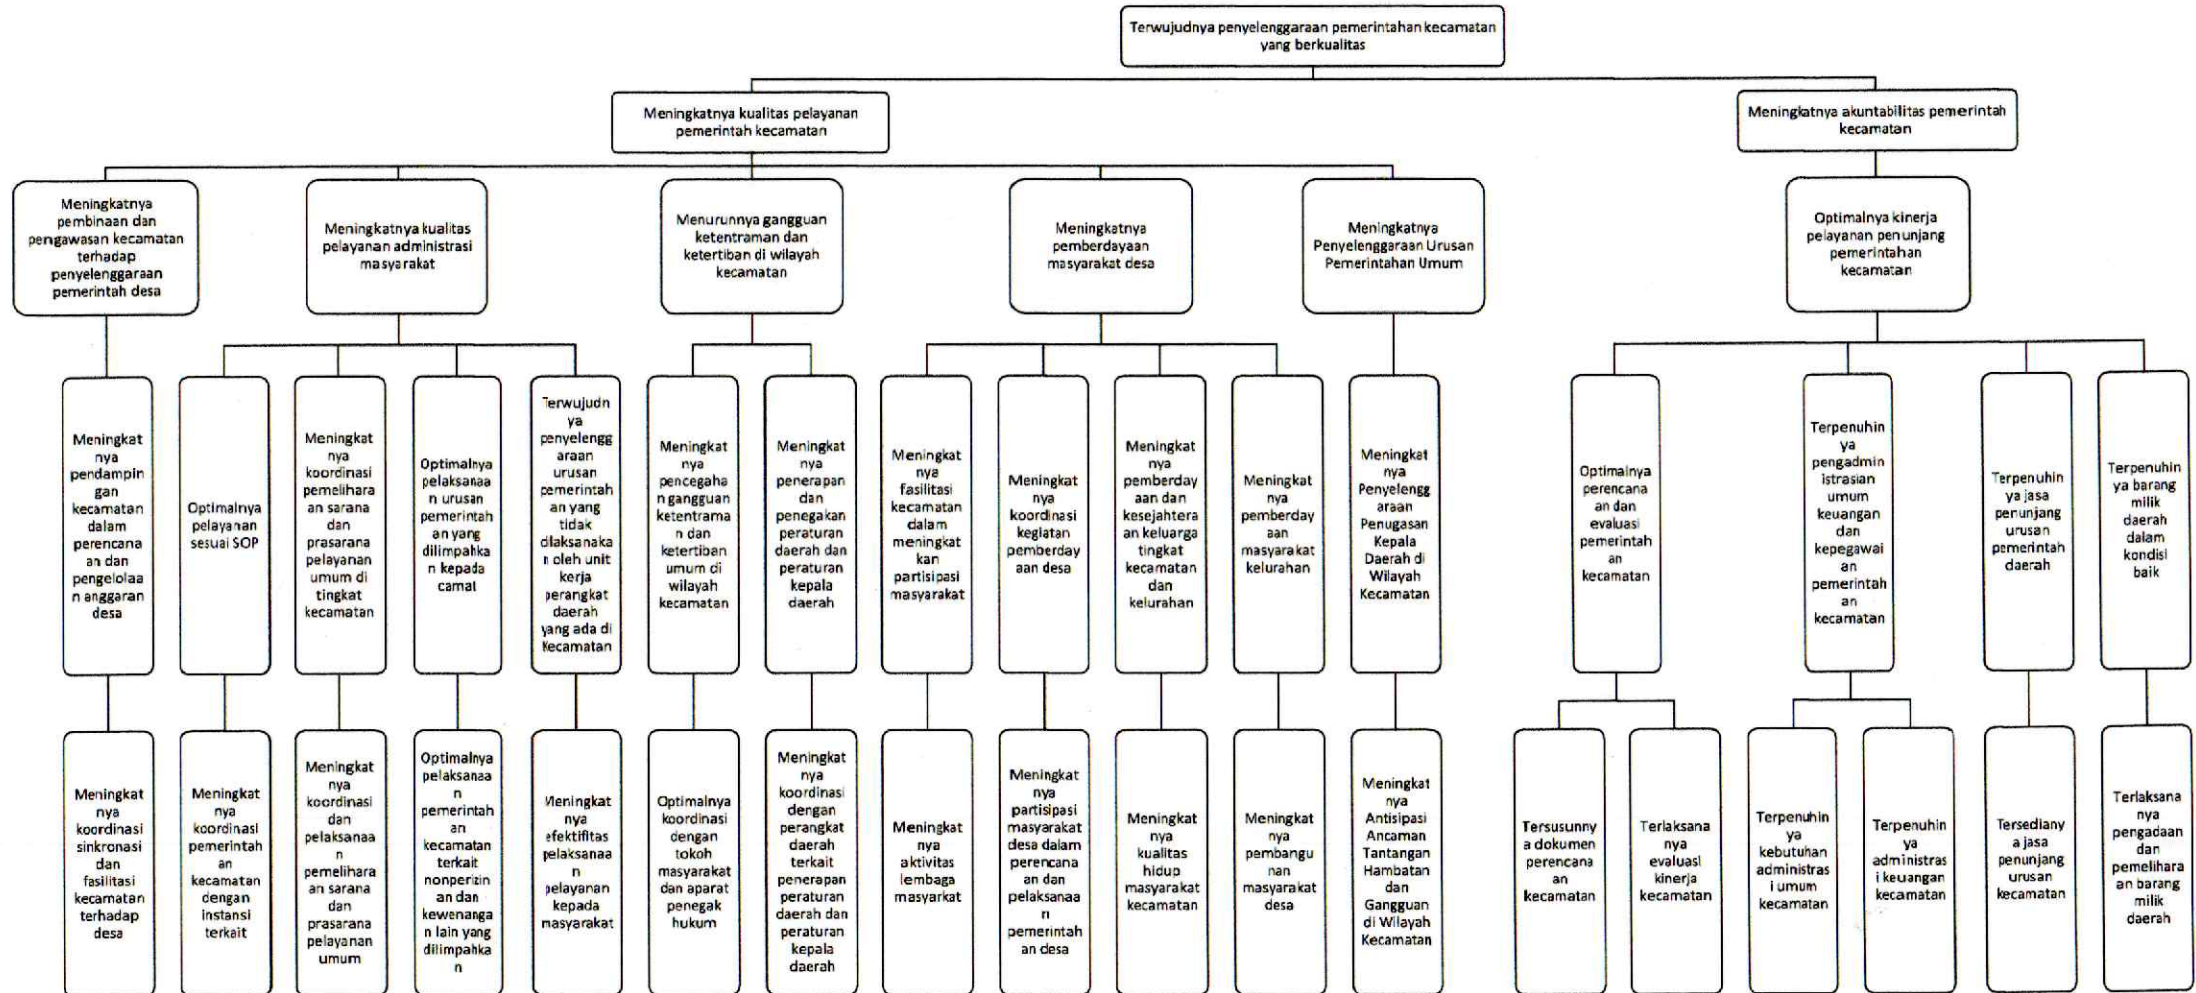 Terwujudnya penyelenggaraan pemerintahan kecamatan
yang berkualitas
Meningkatnya kualitas pelayanan
pemerintah kecamatan
Meningkatnya akuntabilitas pemerintah
kecamatan
Meningkatnya
pembinaan dan
pengawasan kecamatan
terhadap
penyelenggaraan
pemerintah desa
Meningkatnya kualitas
pelayanan administrasi
masyarakat
Menurunnya gangguan
ketentraman dan
ketertiban di wilayah
kecamatan
Meningkatnya
pemberdayaan
masyarakat desa
Meningkatnya
Penyelenggaraan Urusan
Pemerintahan Umum
Optimalnya kinerja
pelayanan penunjang
pemerintahan
kecamatan
Meningkat
nya
pendampin
gan
kecamatan
dalam
perencana
an dan
pengelolaa
n anggaran
desa
Optimalnya
pelayanan
sesuai SOP
Meningkat
nya
koordinasi
pemelihara
an sarana
dan
prasarana
pelayanan
umum di
tingkat
kecamatan
Optimalnya
pelaksanaa
n urusan
pemerintah
an yang
dilimpahka
n kepada
camat
Terwujudn
ya
penyelengg
araan
urusan
pemerintah
an yang
tidak
dilaksanaka
n oleh unit
kerja
perangkat
daerah
yang ada di
Kecamatan
Meningkat
nya
pencegaha
n gangguan
ketentrama
n dan
ketertiban
umum di
wilayah
kecamatan
Meningkat
nya
penerapan
dan
penegakan
peraturan
daerah dan
peraturan
kepala
daerah
Meningkat
nya
fasilitasi
kecamatan
dalam
meningkat
kan
partisipasi
masyarakat
Meningkat
nya
koordinasi
kegiatan
pemberday
aan desa
Meningkat
nya
pemberday
aan dan
kesejahtera
an keluarga
tingkat
kecamatan
dan
kelurahan
Meningkat
nya
pemberday
aan
masyarakat
kelurahan
Meningkat
nya
Penyelengg
araan
Penugasan
Kepala
Daerah di
Wilayah
Kecamatan
Optimalnya
perencana
an dan
evaluasi
pemerintah
an
kecamatan
Terpenuhin
ya
pengadmin
istrasian
umum
keuangan
dan
kepegawai
an
pemerintah
an
kecamatan
Terpenuhin
ya jasa
penunjang
urusan
pemerintah
daerah
Terpenuhin
ya barang
milik
daerah
dalam
kondisi
baik
Meningkat
nya
koordinasi
sinkronasi
dan
fasilitasi
kecamatan
terhadap
desa
Meningkat
nya
koordinasi
pemerintah
an
kecamatan
dengan
instansi
terkait
Meningkat
nya
koordinasi
dan
pelaksanaa
n
pemelihara
an sarana
dan
prasarana
pelayanan
umum
Optimalnya
pelaksanaa
n
pemerintah
an
kecamatan
terkait
nonperizin
an dan
kewenanga
n lain yang
dilimpahka
n
Meningkat
nya
efektifitas
pelaksanaa
n
pelayanan
kepada
masyarakat
Optimalnya
koordinasi
dengan
tokoh
masyarakat
dan aparat
penegak
hukum
Meningkat
nya
koordinasi
dengan
perangkat
daerah
terkait
penerapan
peraturan
daerah dan
peraturan
kepala
daerah
Meningkat
nya
aktivitas
lembaga
masyarkat
Meningkat
nya
partisipasi
masyarakat
desa dalam
perencana
an dan
pelaksanaa
n
pemerintah
an desa
Meningkat
nya
kualitas
hidup
masyarakat
kecamatan
Meningkat
nya
pembangu
nan
masyarakat
desa
Meningkat
nya
Antisipasi
Ancaman
Tantangan
Hambatan
dan
Gangguan
di Wilayah
Kecamatan
Tersusunny
a dokumen
perencana
an
kecamatan
Terlaksana
nya
evaluasi
kinerja
kecamatan
Terpenuhin
ya
kebutuhan
administras
i umum
kecamatan
Terpenuhin
ya
administras
i keuangan
kecamatan
Tersediany
a jasa
penunjang
urusan
kecamatan
Terlaksana
nya
pengadaan
dan
pemelihara
an barang
milik
daerah